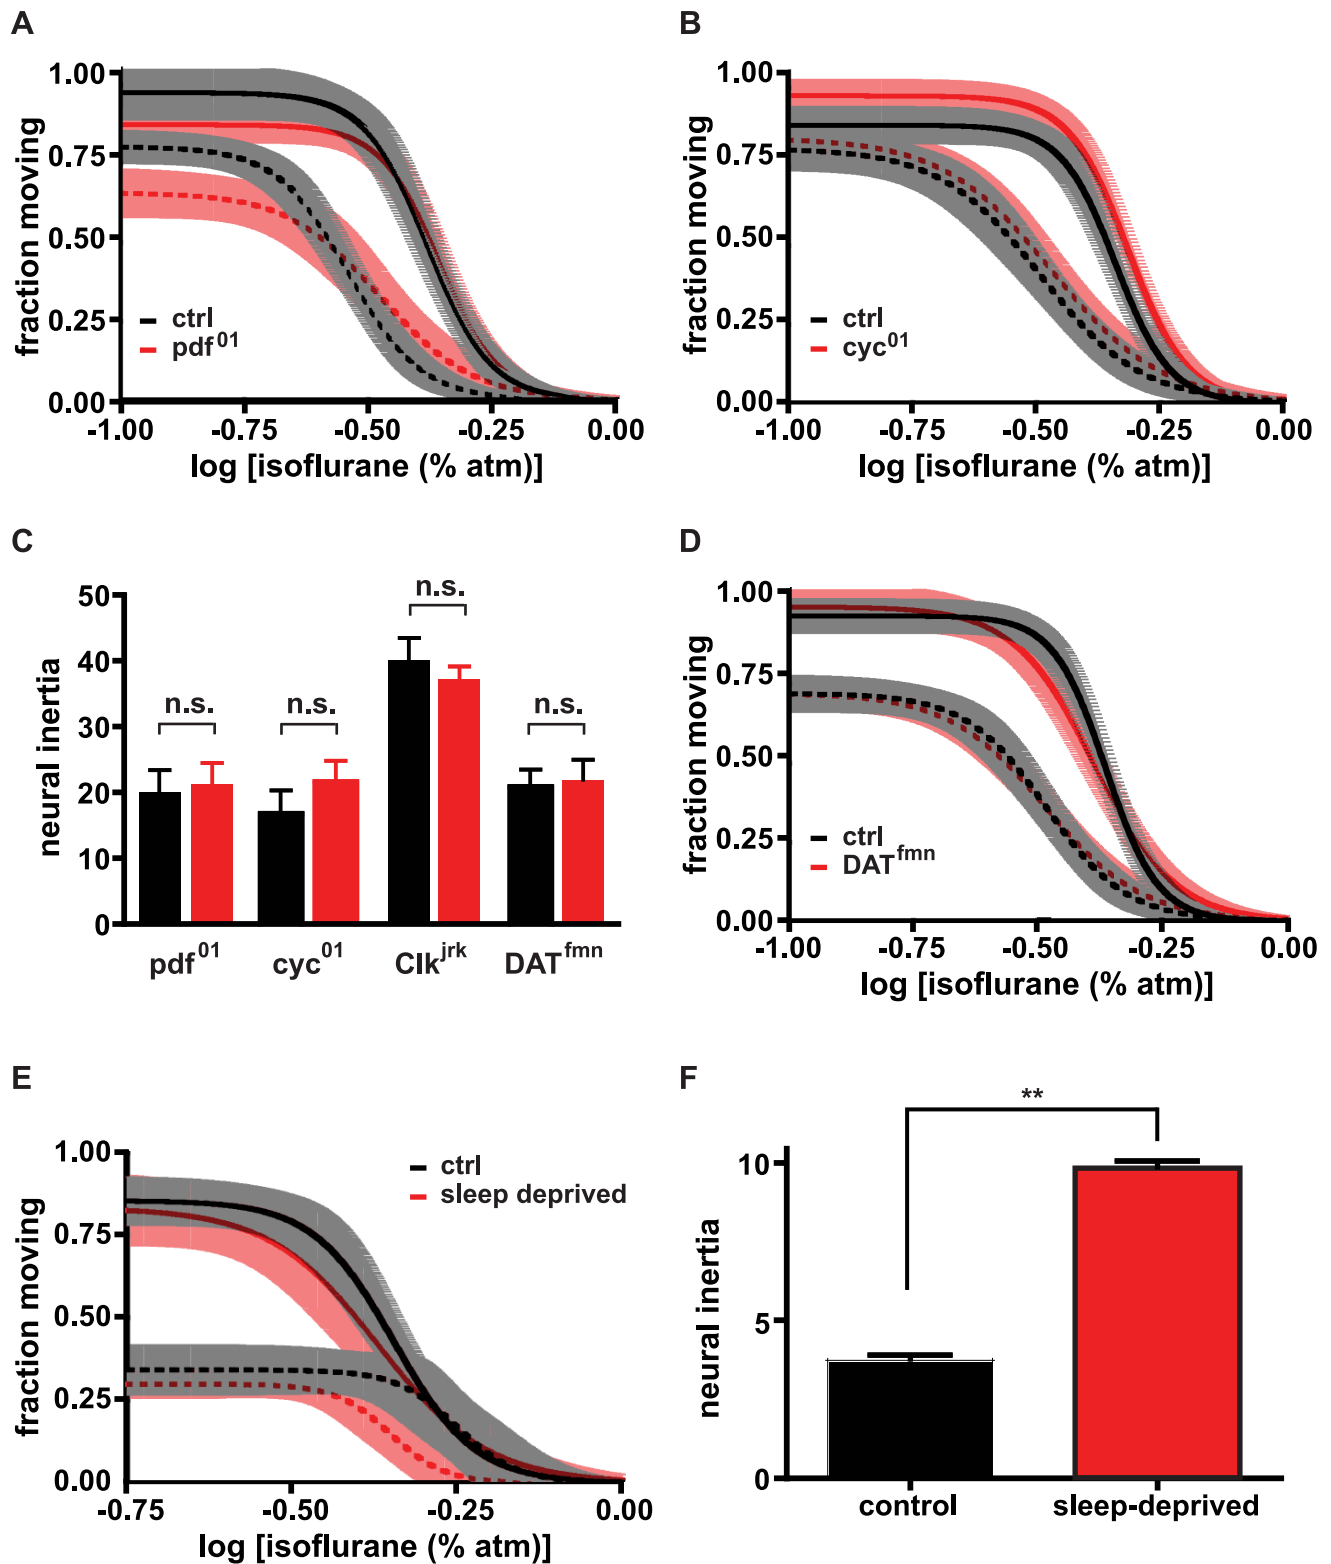 A
1.00
0.75
0.50
0.25
0.00
fraction moving
ctrl
pdf01
-1.00 -0.75 -0.50 -0.25 0.00
log [isoflurane (% atm)]
B
1.00
0.75
0.50
0.25
0.00
fraction moving
ctrl
cyc01
-1.00 -0.75 -0.50 -0.25 0.00
log [isoflurane (% atm)]
C
50
40
30
20
10
0
neural inertia
n.s.
n.s.
n.s.
n.s.
pdf01 cyc01 Clkjrk DATfmn
D
1.00
0.75
0.50
0.25
0.00
fraction moving
ctrl
DATfmn
-1.00 -0.75 -0.50 -0.25 0.00
log [isoflurane (% atm)]
E
1.00
0.75
0.50
0.25
0.00
fraction moving
ctrl
sleep deprived
-0.75 -0.50 -0.25 0.00
log [isoflurane (% atm)]
F
**
10
5
0
neural inertia
control sleep-deprived